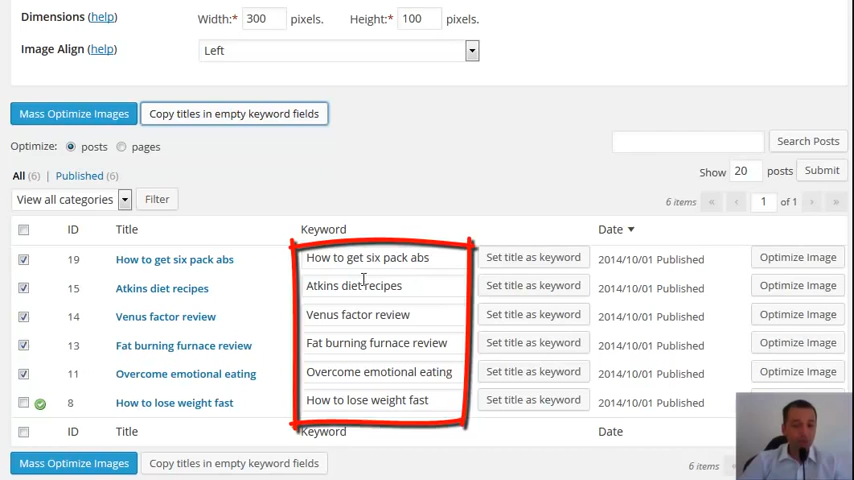 Dimensions (help) Width:* 300 pixels. Height:* 100 pixels.
Image Align (help) Left
Mass Optimize Images Copy titles in empty keyword fields
Optimize: posts pages Search Posts
Show 20 posts Submit
All (6) | Published (6)
View all categories Filter 6 items « ‹ 1 of 1 › »
ID Title Keyword Date
19 How to get six pack abs How to get six pack abs Set title as keyword 2014/10/01 Published Optimize Image
15 Atkins diet recipes Atkins diet recipes Set title as keyword 2014/10/01 Published Optimize Image
14 Venus factor review Venus factor review Set title as keyword 2014/10/01 Published Optimize Image
13 Fat burning furnace review Fat burning furnace review Set title as keyword 2014/10/01 Published Optimize Image
11 Overcome emotional eating Overcome emotional eating Set title as keyword 2014/10/01 Published Optimize Image
8 How to lose weight fast How to lose weight fast Set title as keyword 2014/10/01 Published Optimize Image
ID Title Keyword Date
Mass Optimize Images Copy titles in empty keyword fields 6 items «